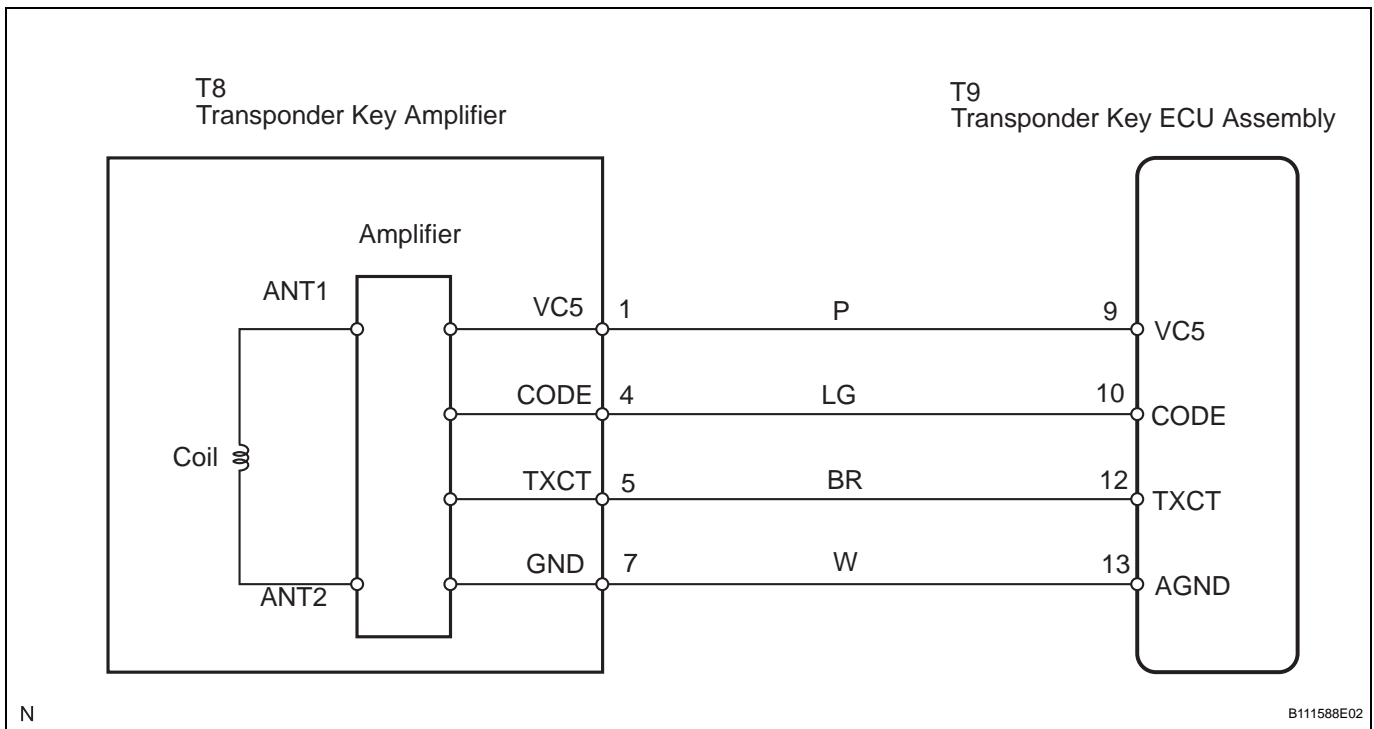 T8
Transponder Key Amplifier
T9
Transponder Key ECU Assembly
Amplifier
ANT1
VC5
1
P
9
VC5
CODE
4
LG
10
CODE
Coil
TXCT
5
BR
12
TXCT
GND
7
W
13
AGND
ANT2
N
B111588E02